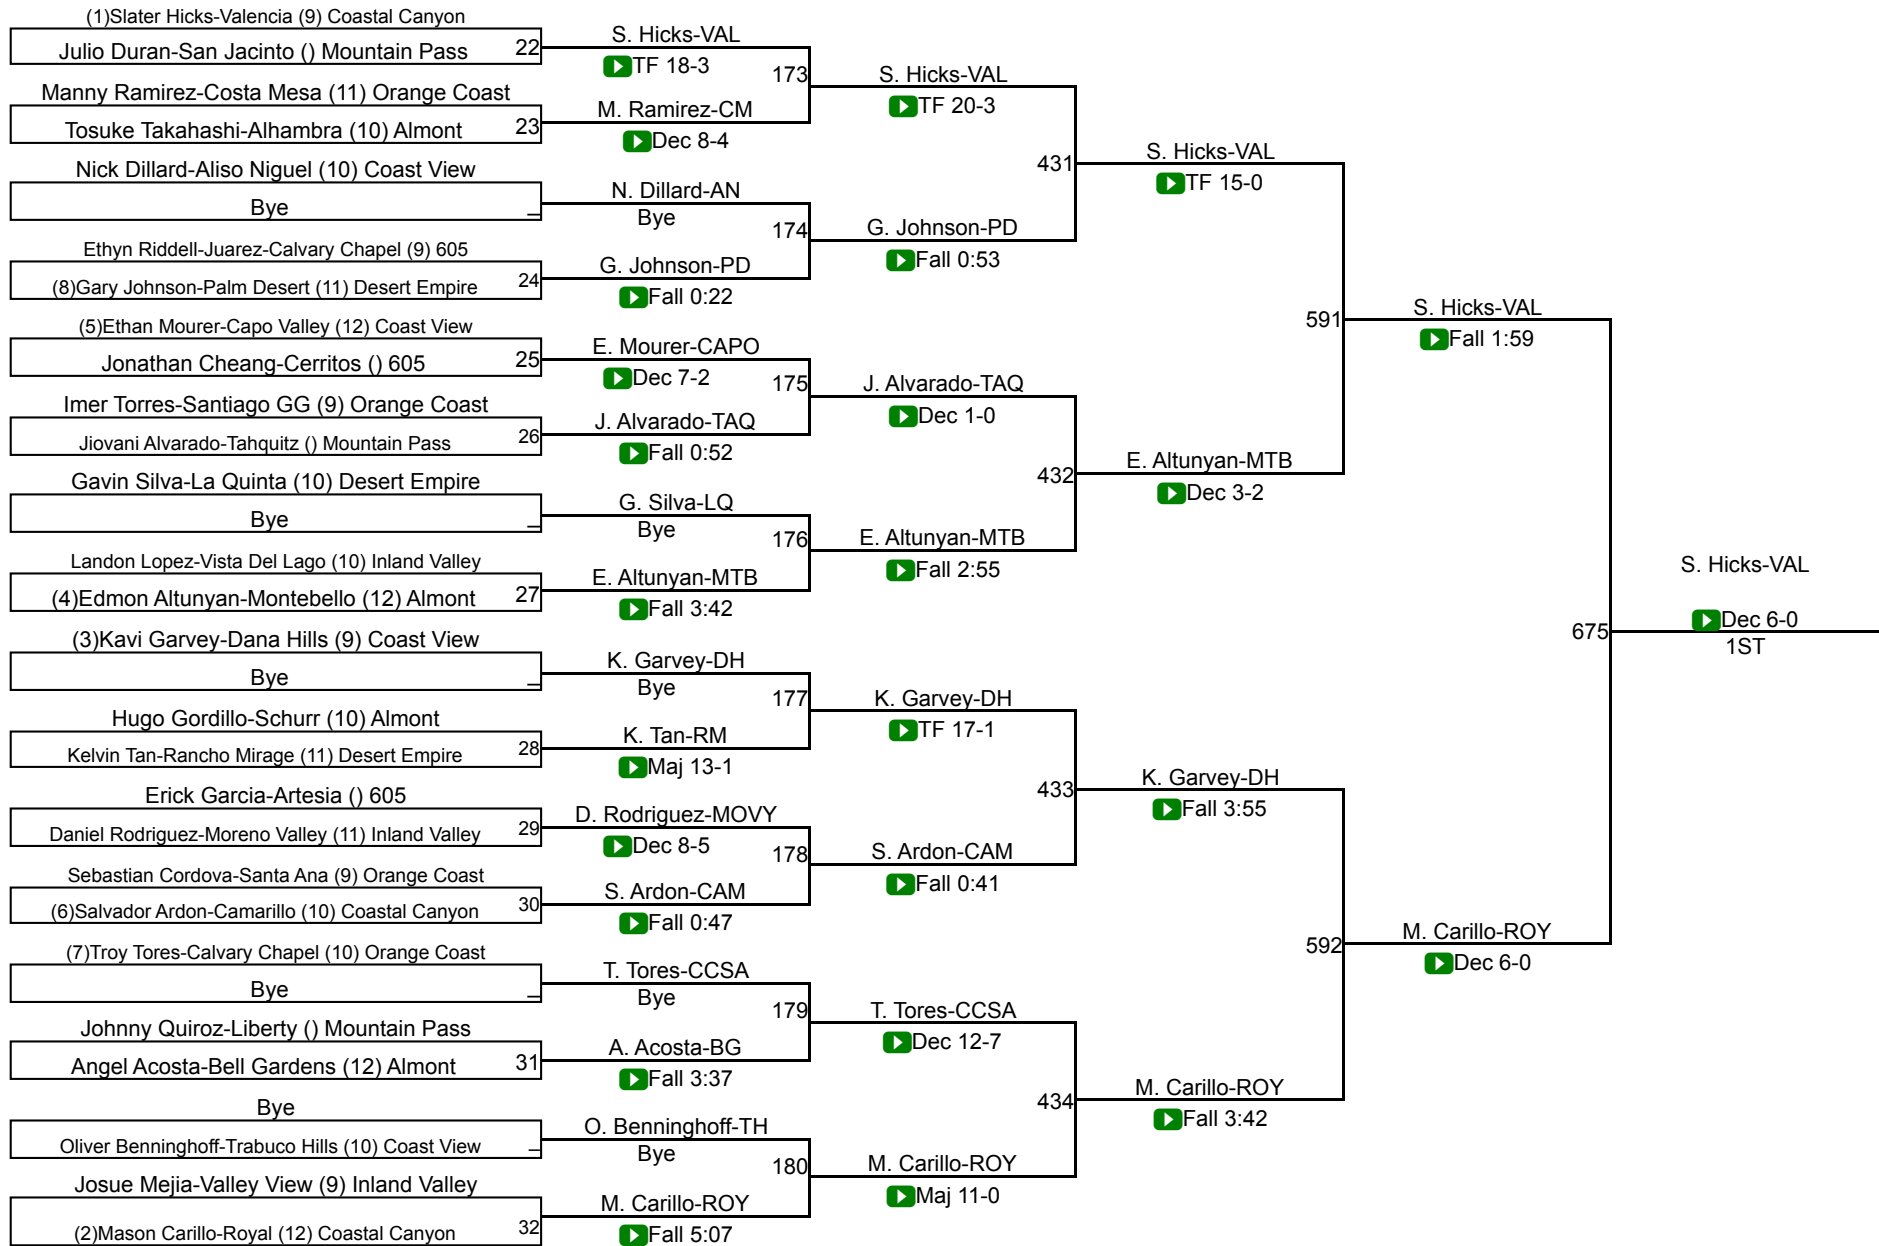 (1)Slater Hicks-Valencia (9) Coastal Canyon
Julio Duran-San Jacinto () Mountain Pass
22
Manny Ramirez-Costa Mesa (11) Orange Coast
Tosuke Takahashi-Alhambra (10) Almont
23
Nick Dillard-Aliso Niguel (10) Coast View
Bye
Ethyn Riddell-Juarez-Calvary Chapel (9) 605
(8)Gary Johnson-Palm Desert (11) Desert Empire
24
(5)Ethan Mourer-Capo Valley (12) Coast View
Jonathan Cheang-Cerritos () 605
25
Imer Torres-Santiago GG (9) Orange Coast
Jiovani Alvarado-Tahquitz () Mountain Pass
26
Gavin Silva-La Quinta (10) Desert Empire
Bye
Landon Lopez-Vista Del Lago (10) Inland Valley
(4)Edmon Altunyan-Montebello (12) Almont
27
(3)Kavi Garvey-Dana Hills (9) Coast View
Bye
Hugo Gordillo-Schurr (10) Almont
Kelvin Tan-Rancho Mirage (11) Desert Empire
28
Erick Garcia-Artesia () 605
Daniel Rodriguez-Moreno Valley (11) Inland Valley
29
Sebastian Cordova-Santa Ana (9) Orange Coast
(6)Salvador Ardon-Camarillo (10) Coastal Canyon
30
(7)Troy Tores-Calvary Chapel (10) Orange Coast
Bye
Johnny Quiroz-Liberty () Mountain Pass
Angel Acosta-Bell Gardens (12) Almont
31
Bye
Oliver Benninghoff-Trabuco Hills (10) Coast View
Josue Mejia-Valley View (9) Inland Valley
(2)Mason Carillo-Royal (12) Coastal Canyon
32
S. Hicks-VAL
TF 18-3
173
M. Ramirez-CM
Dec 8-4
N. Dillard-AN
Bye
174
G. Johnson-PD
Fall 0:22
E. Mourer-CAPO
Dec 7-2
175
J. Alvarado-TAQ
Fall 0:52
G. Silva-LQ
Bye
176
E. Altunyan-MTB
Fall 3:42
K. Garvey-DH
Bye
177
K. Tan-RM
Maj 13-1
D. Rodriguez-MOVY
Dec 8-5
178
S. Ardon-CAM
Fall 0:47
T. Tores-CCSA
Bye
179
A. Acosta-BG
Fall 3:37
O. Benninghoff-TH
Bye
180
M. Carillo-ROY
Fall 5:07
S. Hicks-VAL
TF 20-3
431
G. Johnson-PD
Fall 0:53
J. Alvarado-TAQ
Dec 1-0
432
E. Altunyan-MTB
Fall 2:55
K. Garvey-DH
TF 17-1
433
S. Ardon-CAM
Fall 0:41
T. Tores-CCSA
Dec 12-7
434
M. Carillo-ROY
Maj 11-0
S. Hicks-VAL
TF 15-0
591
E. Altunyan-MTB
Dec 3-2
K. Garvey-DH
Fall 3:55
592
M. Carillo-ROY
Fall 3:42
S. Hicks-VAL
Fall 1:59
675
M. Carillo-ROY
Dec 6-0
S. Hicks-VAL
Dec 6-0
1ST